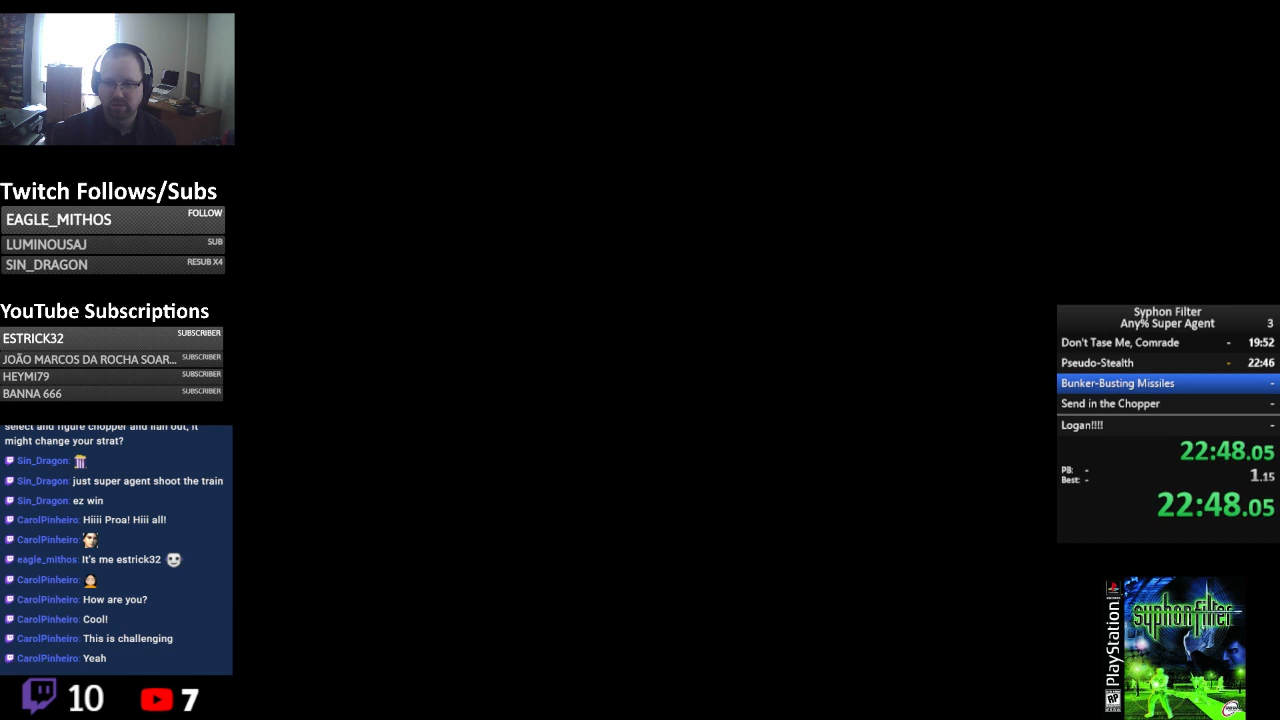 Twitch Follows/Subs
EAGLE_MITHOS FOLLOW
LUMINOUSAJ SUB
SIN_DRAGON RESUB X4
YouTube Subscriptions
ESTRICK32 SUBSCRIBER
JOÃO MARCOS DA ROCHA SOAR... SUBSCRIBER
HEYMI79 SUBSCRIBER
BANNA 666 SUBSCRIBER
select and figure chopper and out, it
might change your strat?
Sin_Dragon:
Sin_Dragon: just super agent shoot the train
Sin_Dragon: ez win
CarolPinheiro: Hiiii Proa! Hiii all!
CarolPinheiro:
eagle_mithos: It's me estrick32
CarolPinheiro:
CarolPinheiro: How are you?
CarolPinheiro: Cool!
CarolPinheiro: This is challenging
CarolPinheiro: Yeah
10 7
Syphon Filter
Any% Super Agent 3
Don't Tase Me, Comrade - 19:52
Pseudo-Stealth - 22:46
Bunker-Busting Missiles -
Send in the Chopper -
Logan!!!! -
22:48.05
PB: - 1.15
Best: -
22:48.05
PlayStation
syphon filter